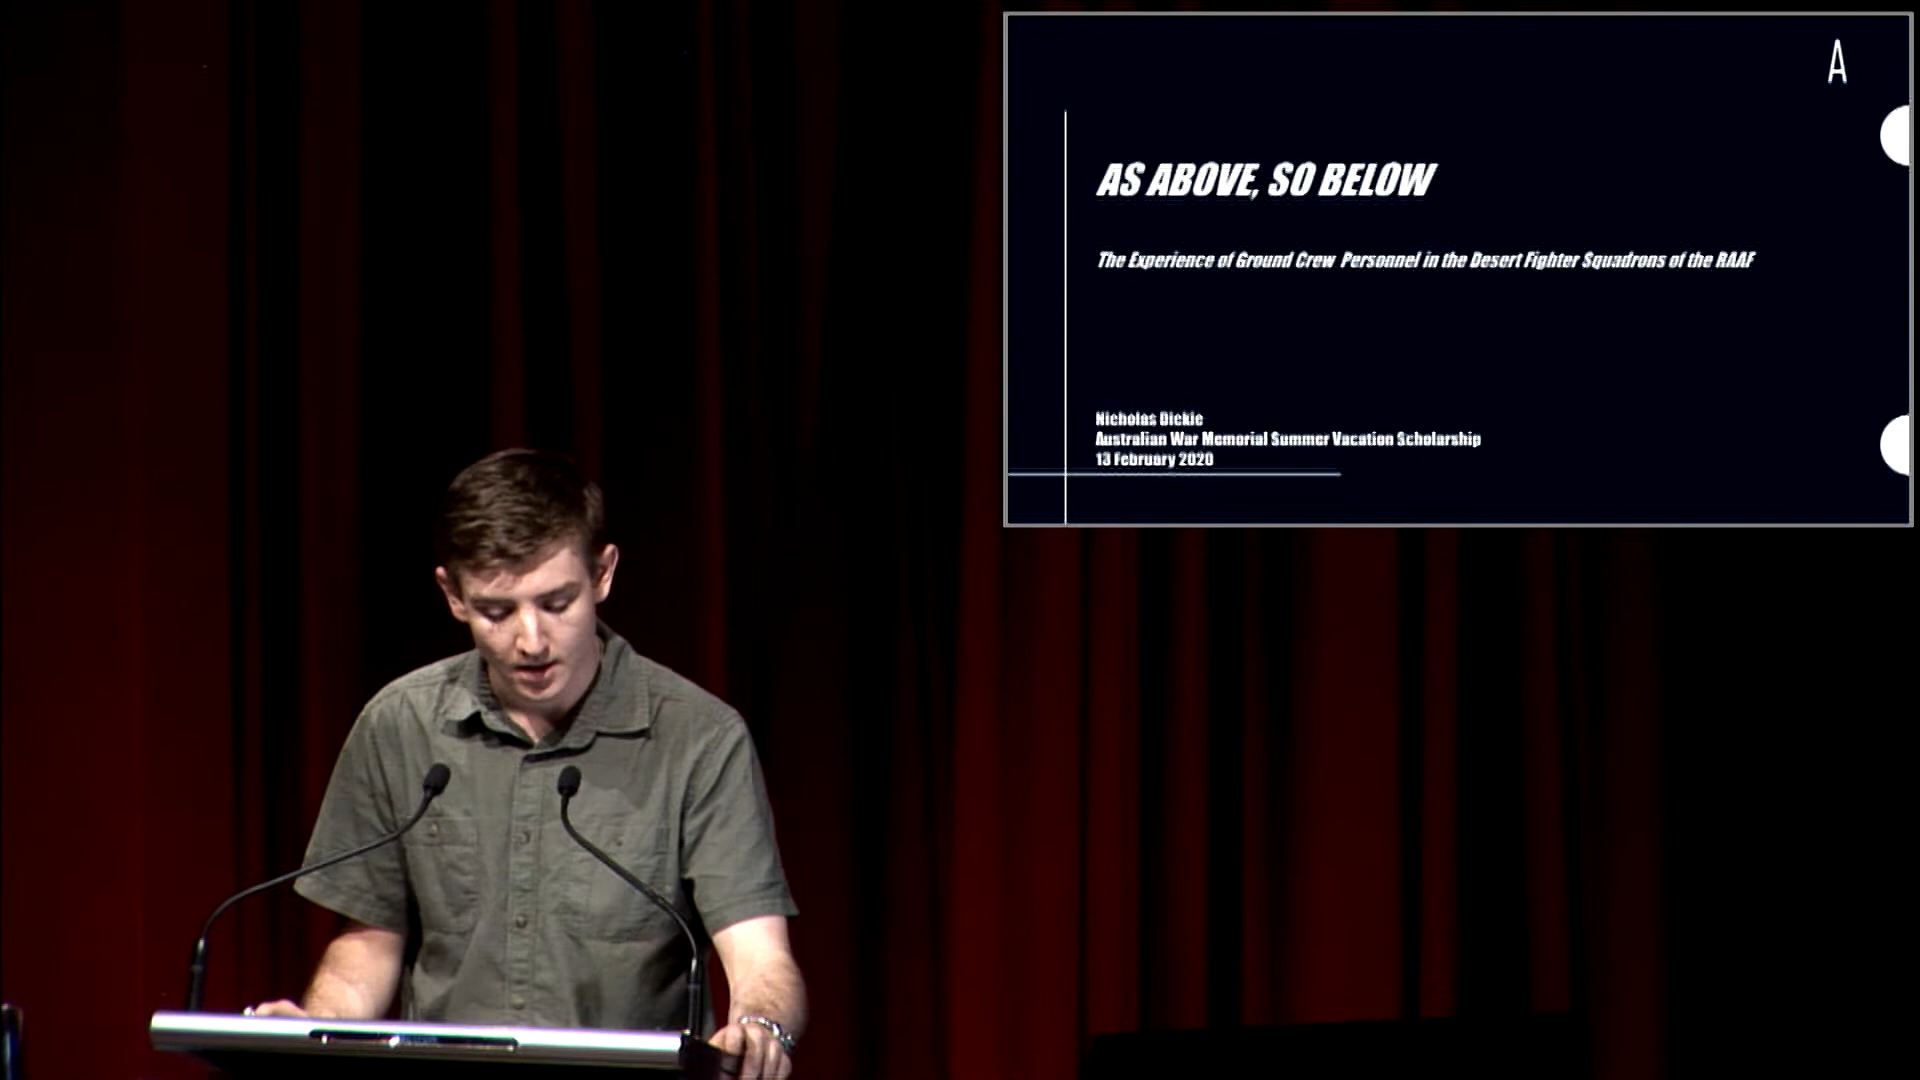 A
AS ABOVE, SO BELOW
The Experience of Ground Crew Personnel in the Desert Fighter Squadrons of the RAAF
Nicholas Dickie
Australian War Memorial Summer Vacation Scholarship
13 February 2020